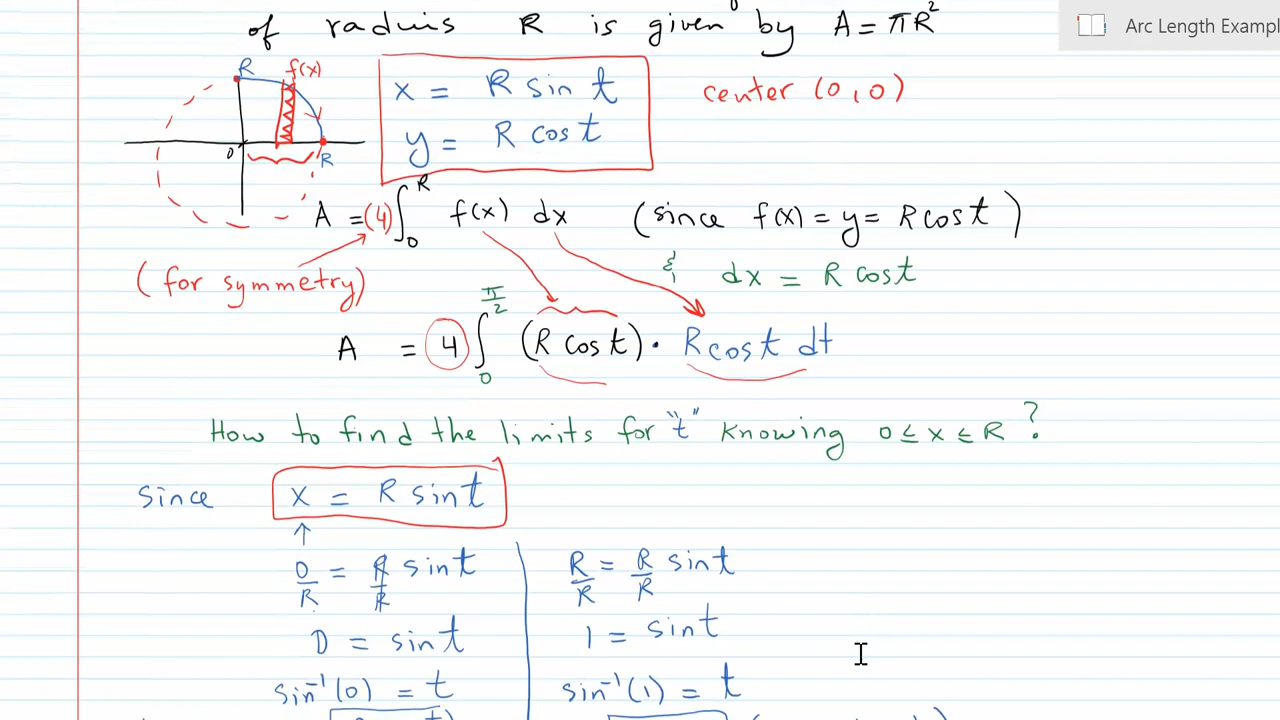 of radius R is given by A = πR²
Arc Length Exampl
R f(x)
x = R sin t
center (0,0)
y = R cos t
0 R
A = (4) ∫₀ᴿ f(x) dx (since f(x) = y = R cos t)
(for symmetry)
& dx = R cos t
A = 4 ∫₀^(π/2) (R cos t) · R cos t dt
How to find the limits for "t" knowing 0 ≤ x ≤ R ?
since x = R sin t
↑
0/R = R/R sin t
R/R = R/R sin t
0 = sin t
1 = sin t
sin⁻¹(0) = t
sin⁻¹(1) = t